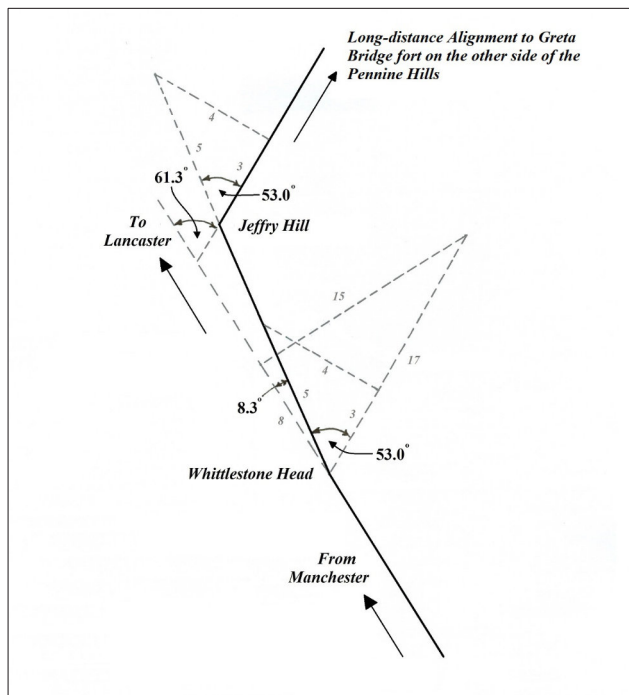 Long-distance Alignment to Greta
Bridge fort on the other side of the
Pennine Hills
4
5
3
61.3°
53.0°
To
Lancaster
Jeffry Hill
15
4
17
8.3°
5
8
3
53.0°
Whittlestone Head
From
Manchester